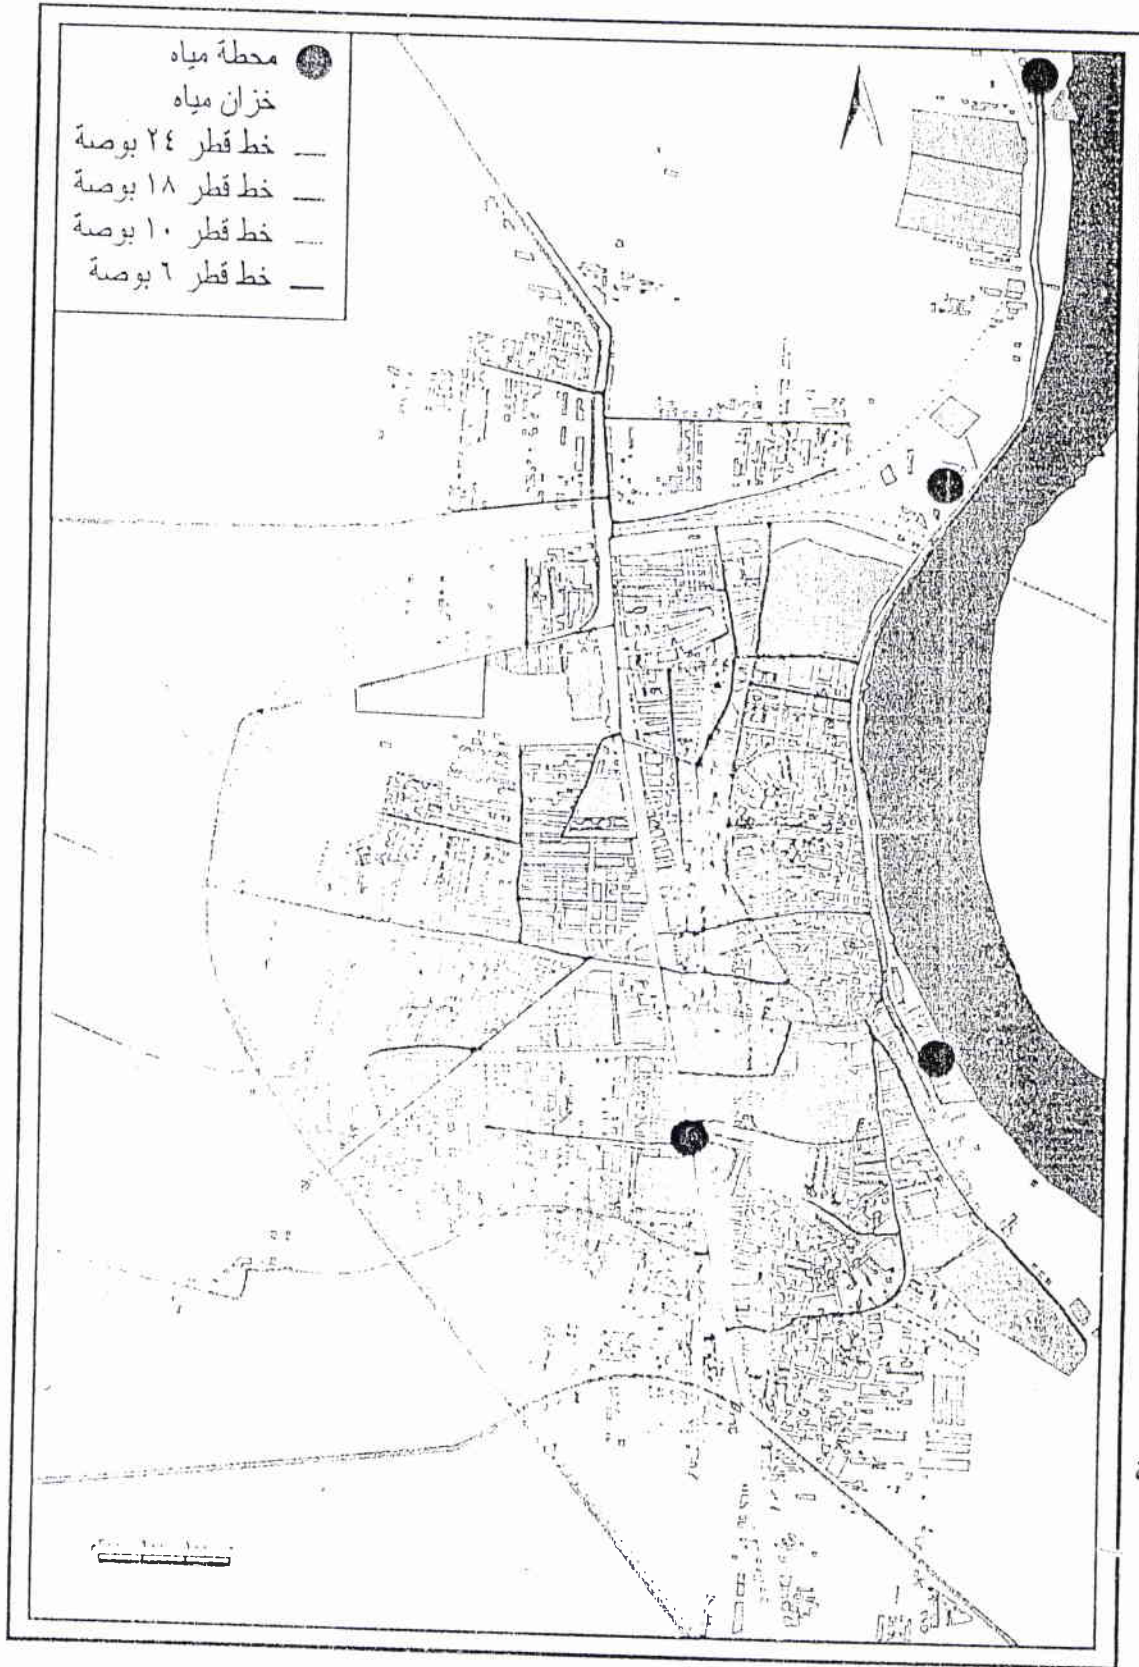 محطة مياه
خزان مياه
خط قطر ٢٤ بوصة
خط قطر ١٨ بوصة
خط قطر ١٠ بوصة
خط قطر ٦ بوصة